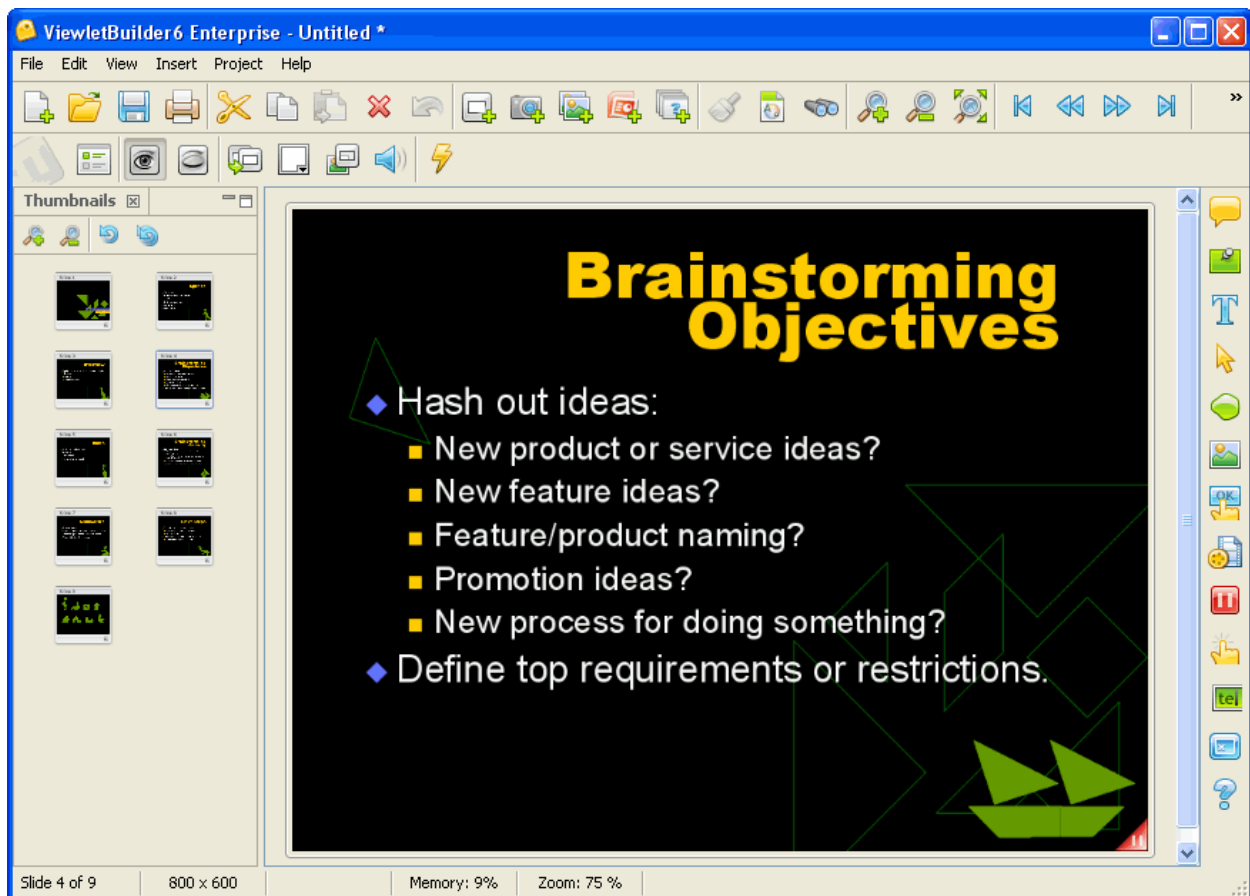 ViewletBuilder6 Enterprise - Untitled *
File Edit View Insert Project Help
»
Thumbnails
Brainstorming
Objectives
Hash out ideas:
New product or service ideas?
New feature ideas?
Feature/product naming?
Promotion ideas?
New process for doing something?
Define top requirements or restrictions.
OK
tel
Slide 4 of 9 800 x 600 Memory: 9% Zoom: 75 %